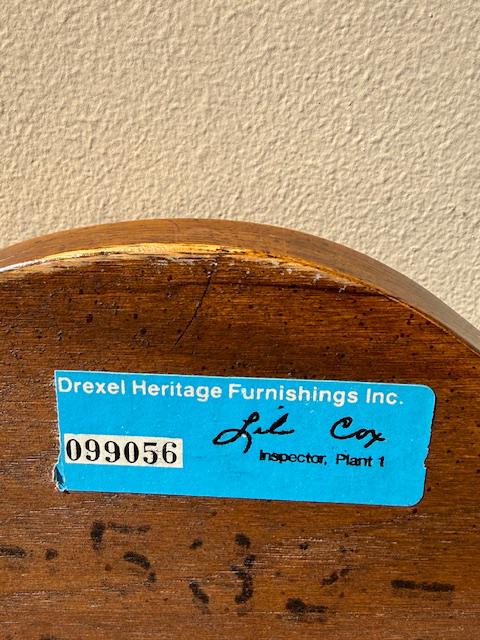 Drexel Heritage Furnishings Inc.
099056
Lil Cox
Inspector, Plant 1